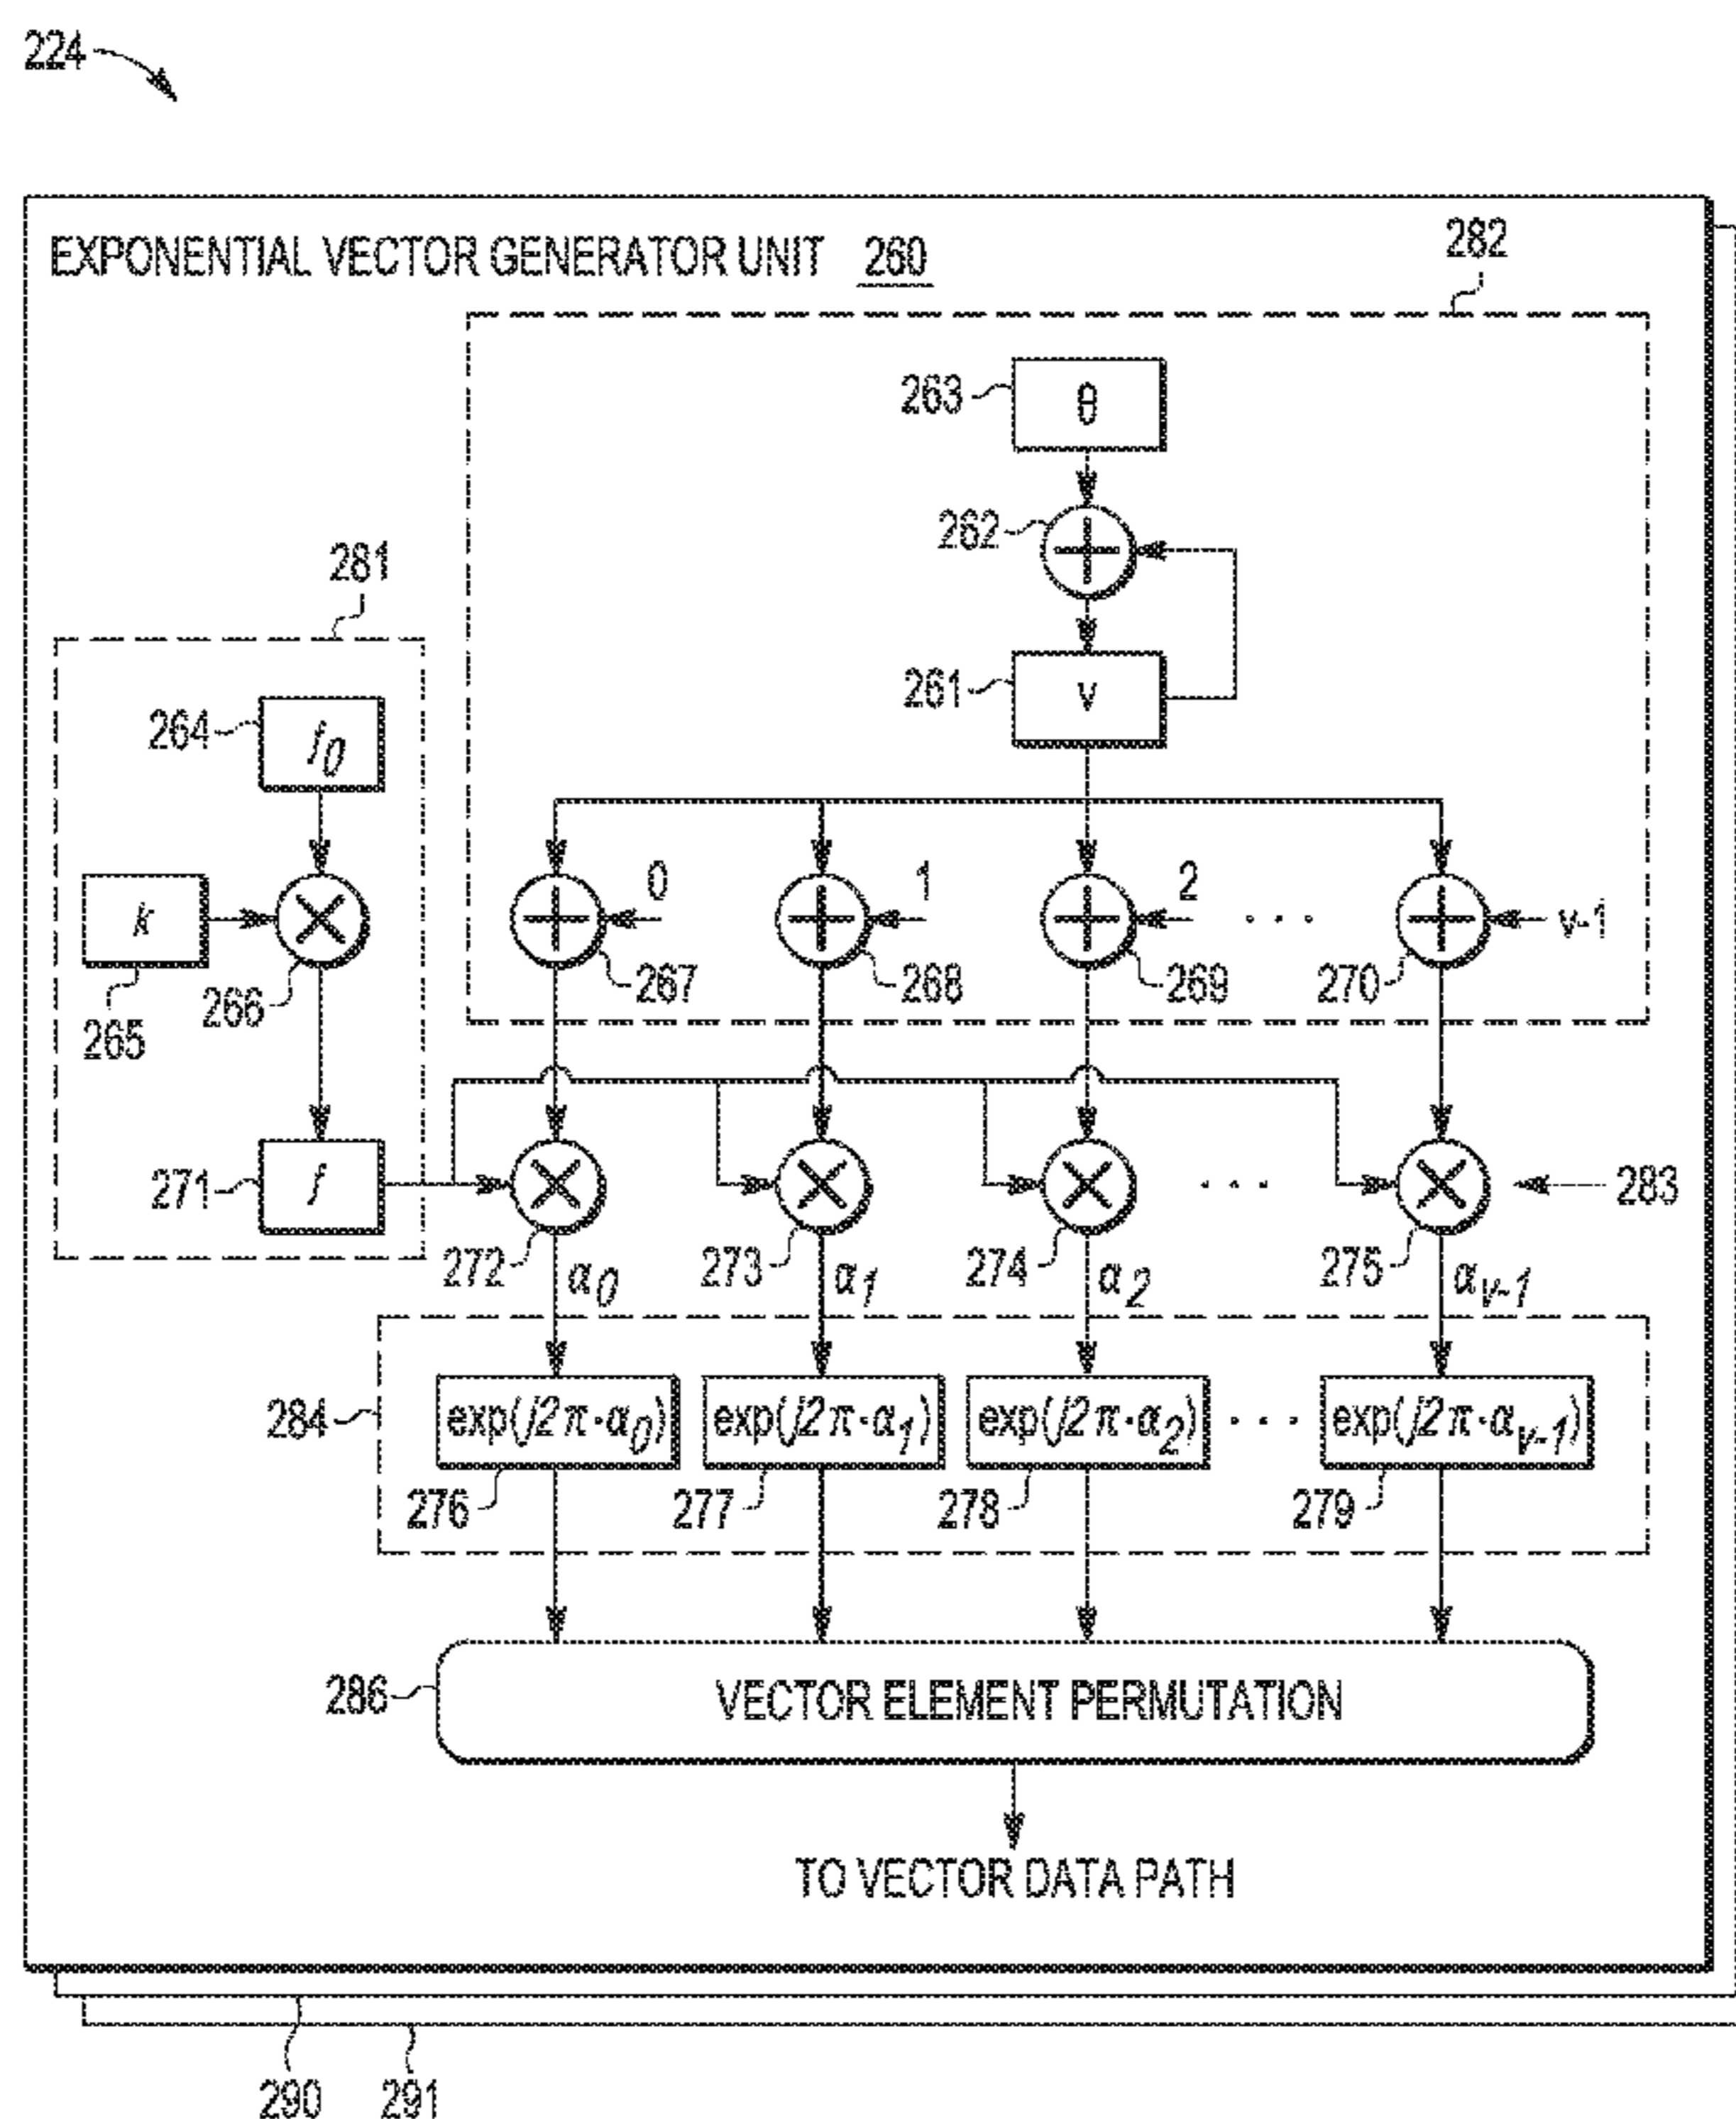 224
EXPONENTIAL VECTOR GENERATOR UNIT 260
282
263
θ
262
281
261
v
264
f0
0
1
2
. . .
v-1
k
265
266
267
268
269
270
271
f
. . .
283
272
α0
273
α1
274
α2
275
αv-1
284
exp(j2π·α0)
exp(j2π·α1)
exp(j2π·α2)
. . .
exp(j2π·αv-1)
276
277
278
279
286
VECTOR ELEMENT PERMUTATION
TO VECTOR DATA PATH
290
291